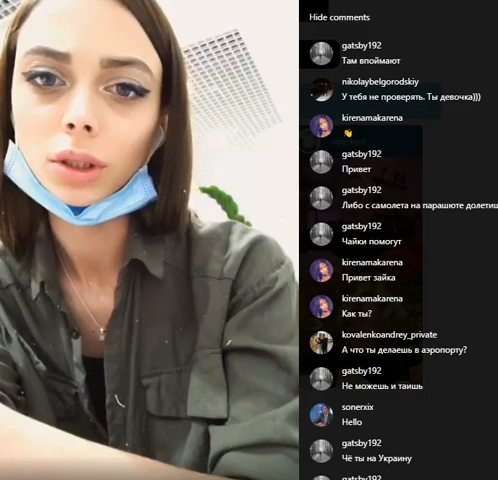 Hide comments
gatsby192
Там впоймают
nikolaybelgorodskiy
У тебя не проверять. Ты девочка)))
kirenamakarena
👏
gatsby192
Привет
gatsby192
Либо с самолета на парашюте долетиш
gatsby192
Чайки помогут
kirenamakarena
Привет зайка
kirenamakarena
Как ты?
kovalenkoandrey_private
А что ты делаешь в аэропорту?
gatsby192
Не можешь и таишь
sonerxix
Hello
gatsby192
Чё ты на Украину
gatsby192